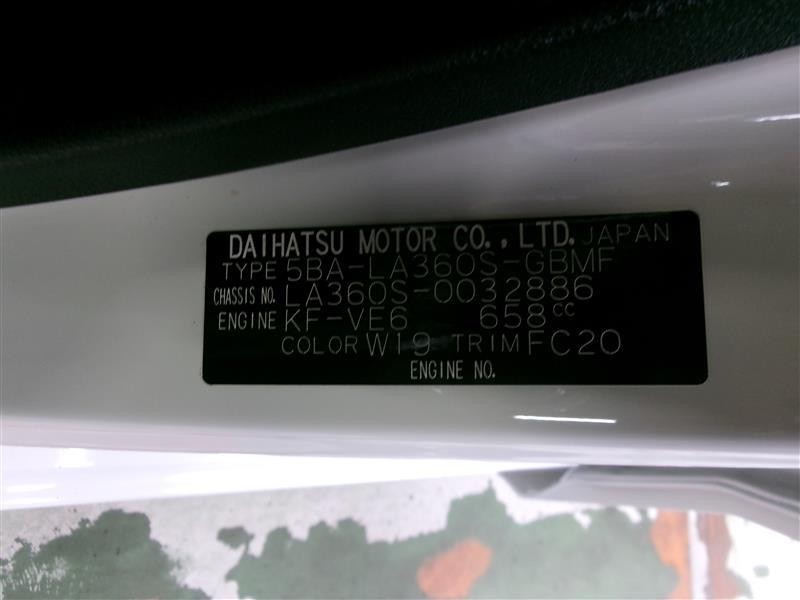 DAIHATSU MOTOR CO., LTD. JAPAN
TYPE 5BA-LA360S-GBMF
CHASSIS NO. LA360S-0032886
ENGINE KF-VE6 658cc
COLOR W19 TRIM FC20
ENGINE NO.